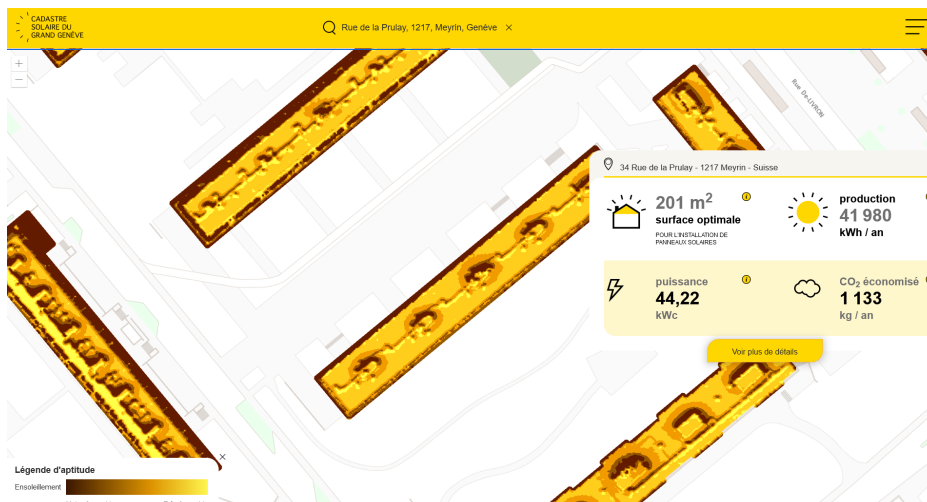 CADASTRE
SOLAIRE DU
GRAND GENÈVE
Rue de la Prulay, 1217, Meyrin, Genève ×
+
−
Rue De-LIVRON
34 Rue de la Prulay - 1217 Meyrin - Suisse
201 m²
surface optimale
POUR L'INSTALLATION DE
PANNEAUX SOLAIRES
production
41 980
kWh / an
puissance
44,22
kWc
CO₂ économisé
1 133
kg / an
Voir plus de détails
Légende d'aptitude
Ensoleillement